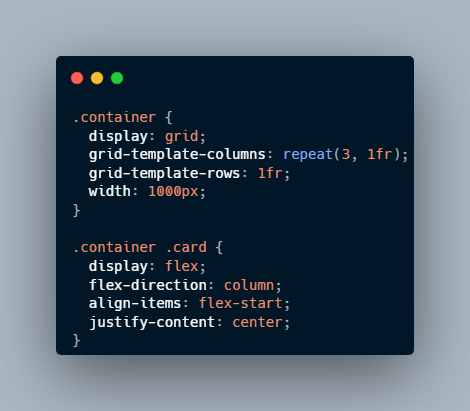 .container {
  display: grid;
  grid-template-columns: repeat(3, 1fr);
  grid-template-rows: 1fr;
  width: 1000px;
}

.container .card {
  display: flex;
  flex-direction: column;
  align-items: flex-start;
  justify-content: center;
}